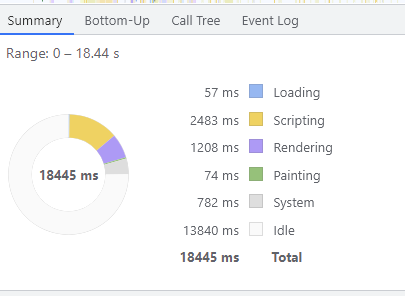 Summary Bottom-Up Call Tree Event Log
Range: 0 – 18.44 s
57 ms Loading
2483 ms Scripting
1208 ms Rendering
18445 ms
74 ms Painting
782 ms System
13840 ms Idle
18445 ms Total